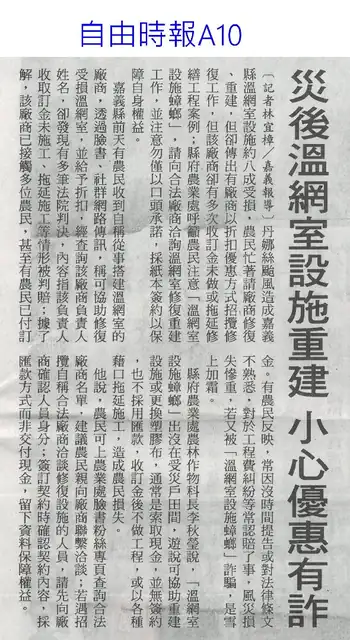 自由時報A10
災後溫網室設施重建 小心優惠有詐
〔記者林宜樟/嘉義報導〕丹娜絲颱風造成嘉義
縣溫網室設施約八成受損,農民忙著請廠商修復
、重建,但卻傳出有廠商以折扣優惠方式招攬修
復工作,但該廠商卻有多次收訂金未做或拖延修
繕工程案例;縣府農業處呼籲農民注意「溫網室
設施蟑螂」,請向合法廠商洽詢溫網室修復重建
工作,並注意勿僅以口頭承諾,採紙本簽約以保
障自身權益。
嘉義縣前天有農民收到自稱從事搭建溫網室的
廠商,透過臉書、社群網路傳訊,稱可協助修復
受損溫網室,並給予折扣,經查詢該廠商負責人
姓名,卻發現有多筆法院判決,內容指該負責人
收取訂金未施工、拖延施工等情形被判賠;據了
解,該廠商已接觸多位農民,甚至有農民已付訂
金。有農民反映,常因沒時間提告或對法律條文
不熟悉,對於工程費糾紛等常認賠了事,風災損
失慘重,若又被「溫網室設施蟑螂」詐騙,是雪
上加霜。
縣府農業處農林作物科長李秋瑩說,「溫網室
設施蟑螂」出沒在受災戶田間,遊說可協助重建
設施或更換塑膠布,通常是索取現金,並無簽約
,也不採用匯款,收訂金後不做工程,或以各種
藉口拖延施工,造成農民損失。
他說,農民可上農業處臉書粉絲專頁查詢合法
廠商名單,建議農民親向廠商聯繫洽談;若遇招
攬自稱合法廠商洽談修復設施的人員,請先向廠
商確認人員身分;簽訂契約時確認契約內容,採
匯款方式而非交付現金,留下資料保障權益。